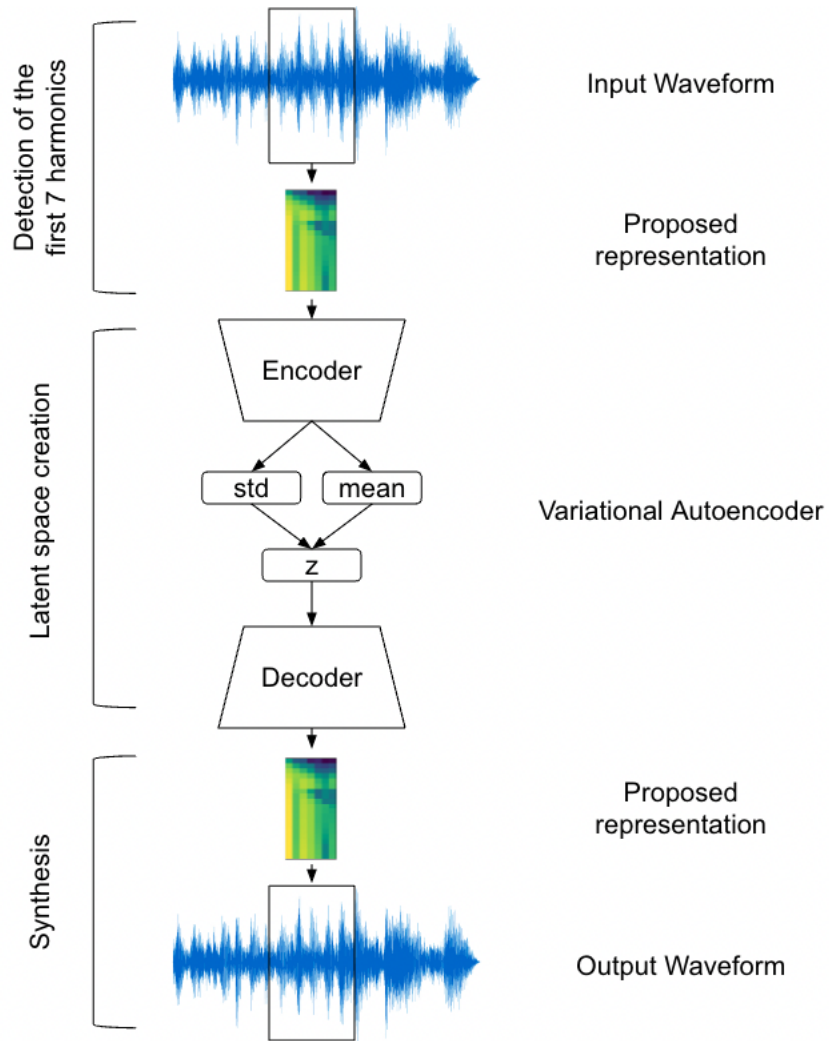 Detection of the
first 7 harmonics
Input Waveform
Proposed
representation
Latent space creation
Encoder
std
mean
Variational Autoencoder
z
Decoder
Synthesis
Proposed
representation
Output Waveform